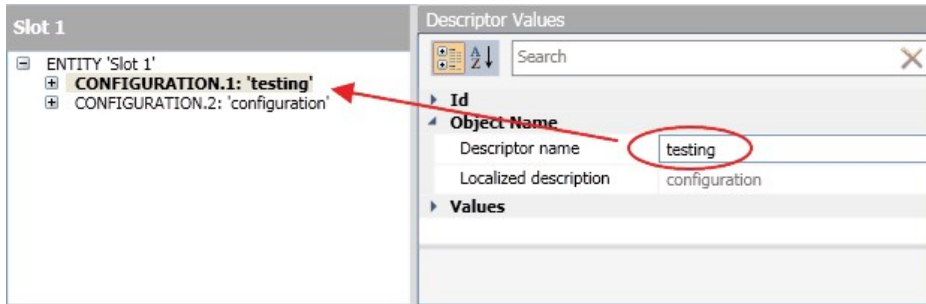 Slot 1
ENTITY 'Slot 1'
CONFIGURATION.1: 'testing'
CONFIGURATION.2: 'configuration'
Descriptor Values
Search
Id
Object Name
Descriptor name testing
Localized description configuration
Values